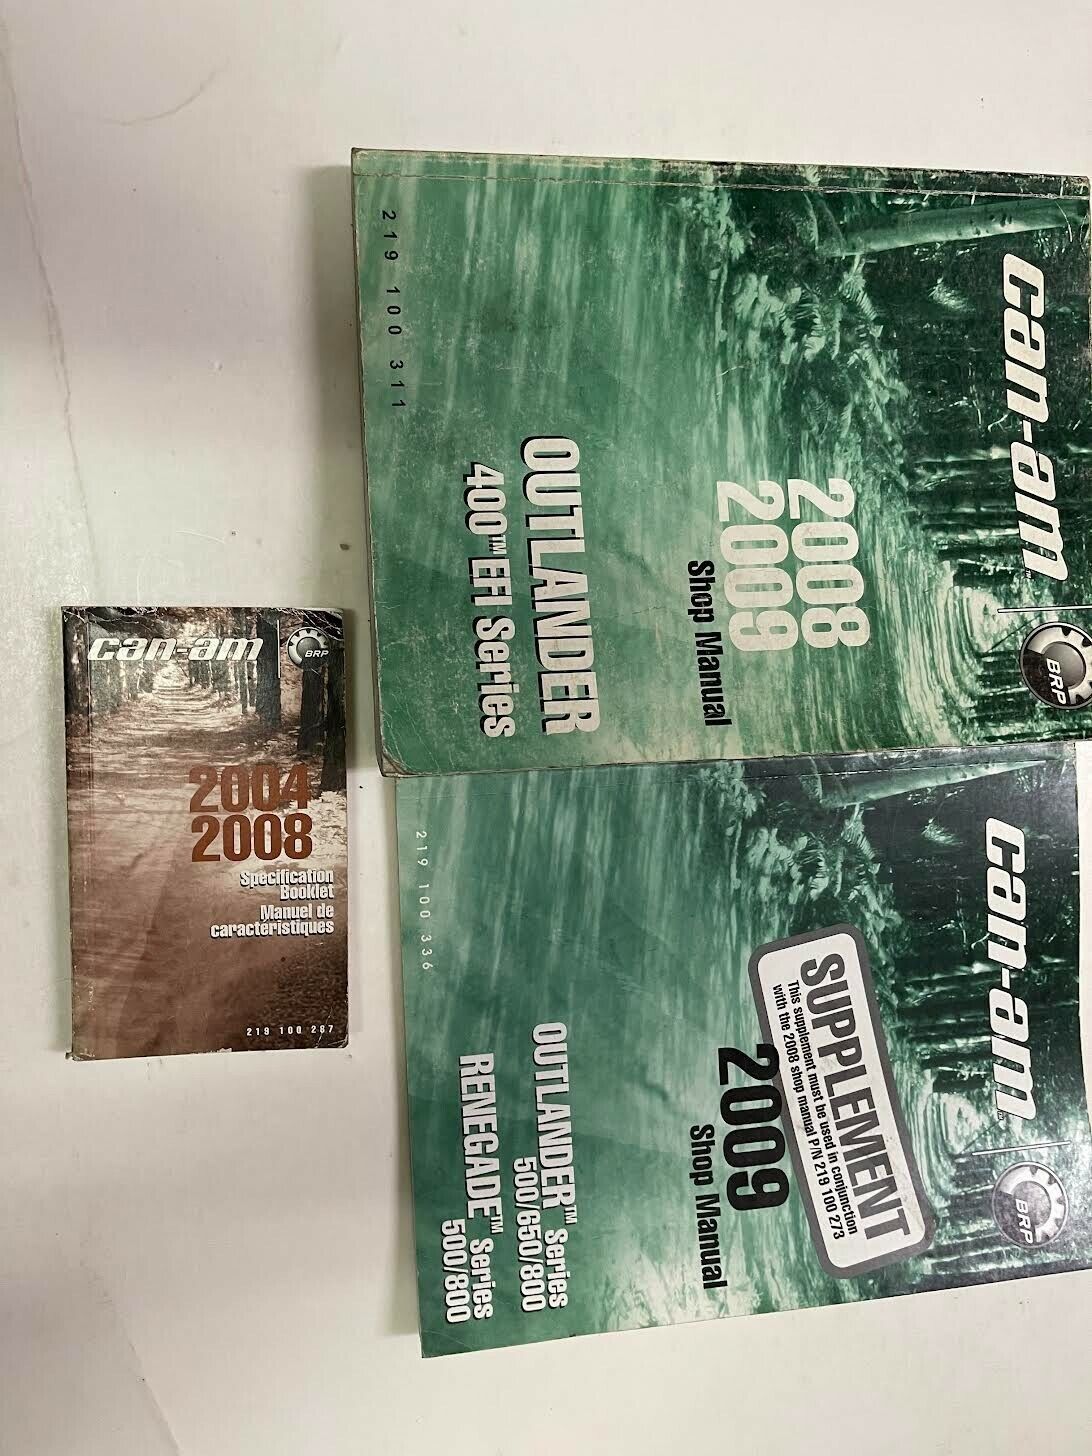 can-am
BRP
2008
2009
Shop Manual
OUTLANDER
400™ EFI Series
219 100 311
can-am
BRP
2004
2008
Specification
Booklet
Manuel de
caractéristiques
219 100 287
can-am
BRP
SUPPLEMENT
This supplement must be used in conjunction
with the 2008 shop manual P/N 219 100 273
2009
Shop Manual
OUTLANDER™ Series
500/650/800
RENEGADE™ Series
500/800
219 100 336